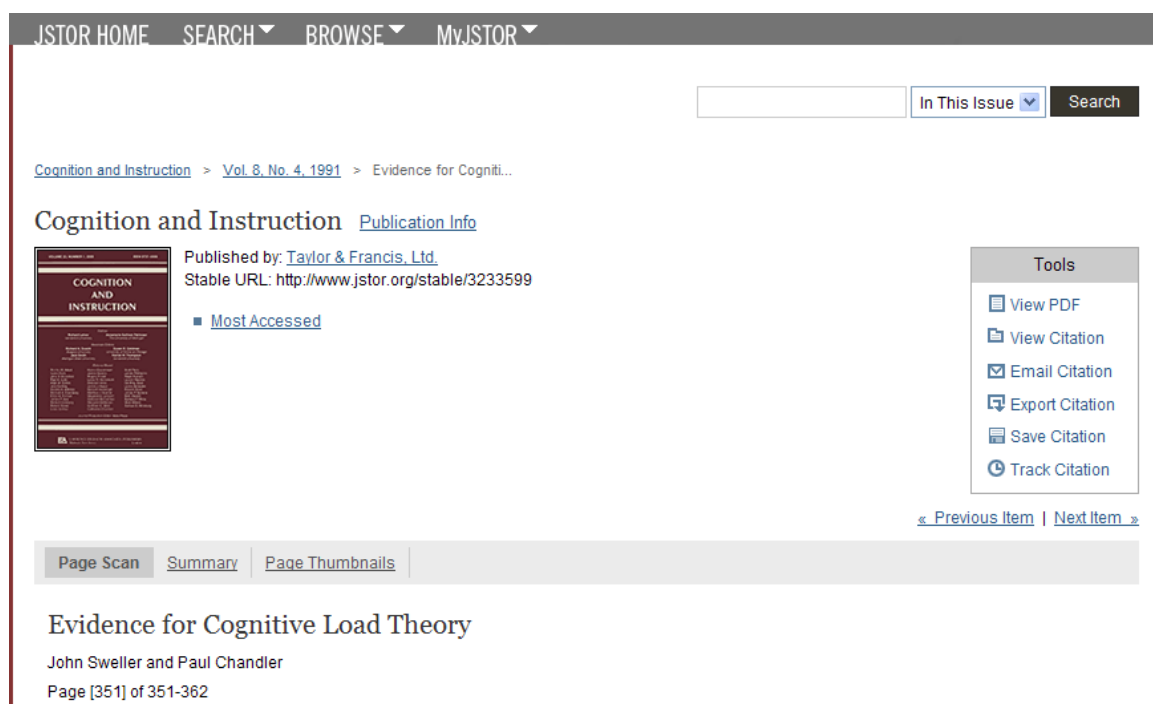 JSTOR HOME SEARCH BROWSE MyJSTOR
In This Issue Search
Cognition and Instruction > Vol. 8, No. 4, 1991 > Evidence for Cogniti...
Cognition and Instruction Publication Info
COGNITION
AND
INSTRUCTION
Published by: Taylor & Francis, Ltd.
Stable URL: http://www.jstor.org/stable/3233599
Most Accessed
Tools
View PDF
View Citation
Email Citation
Export Citation
Save Citation
Track Citation
« Previous Item | Next Item »
Page Scan Summary Page Thumbnails
Evidence for Cognitive Load Theory
John Sweller and Paul Chandler
Page [351] of 351-362